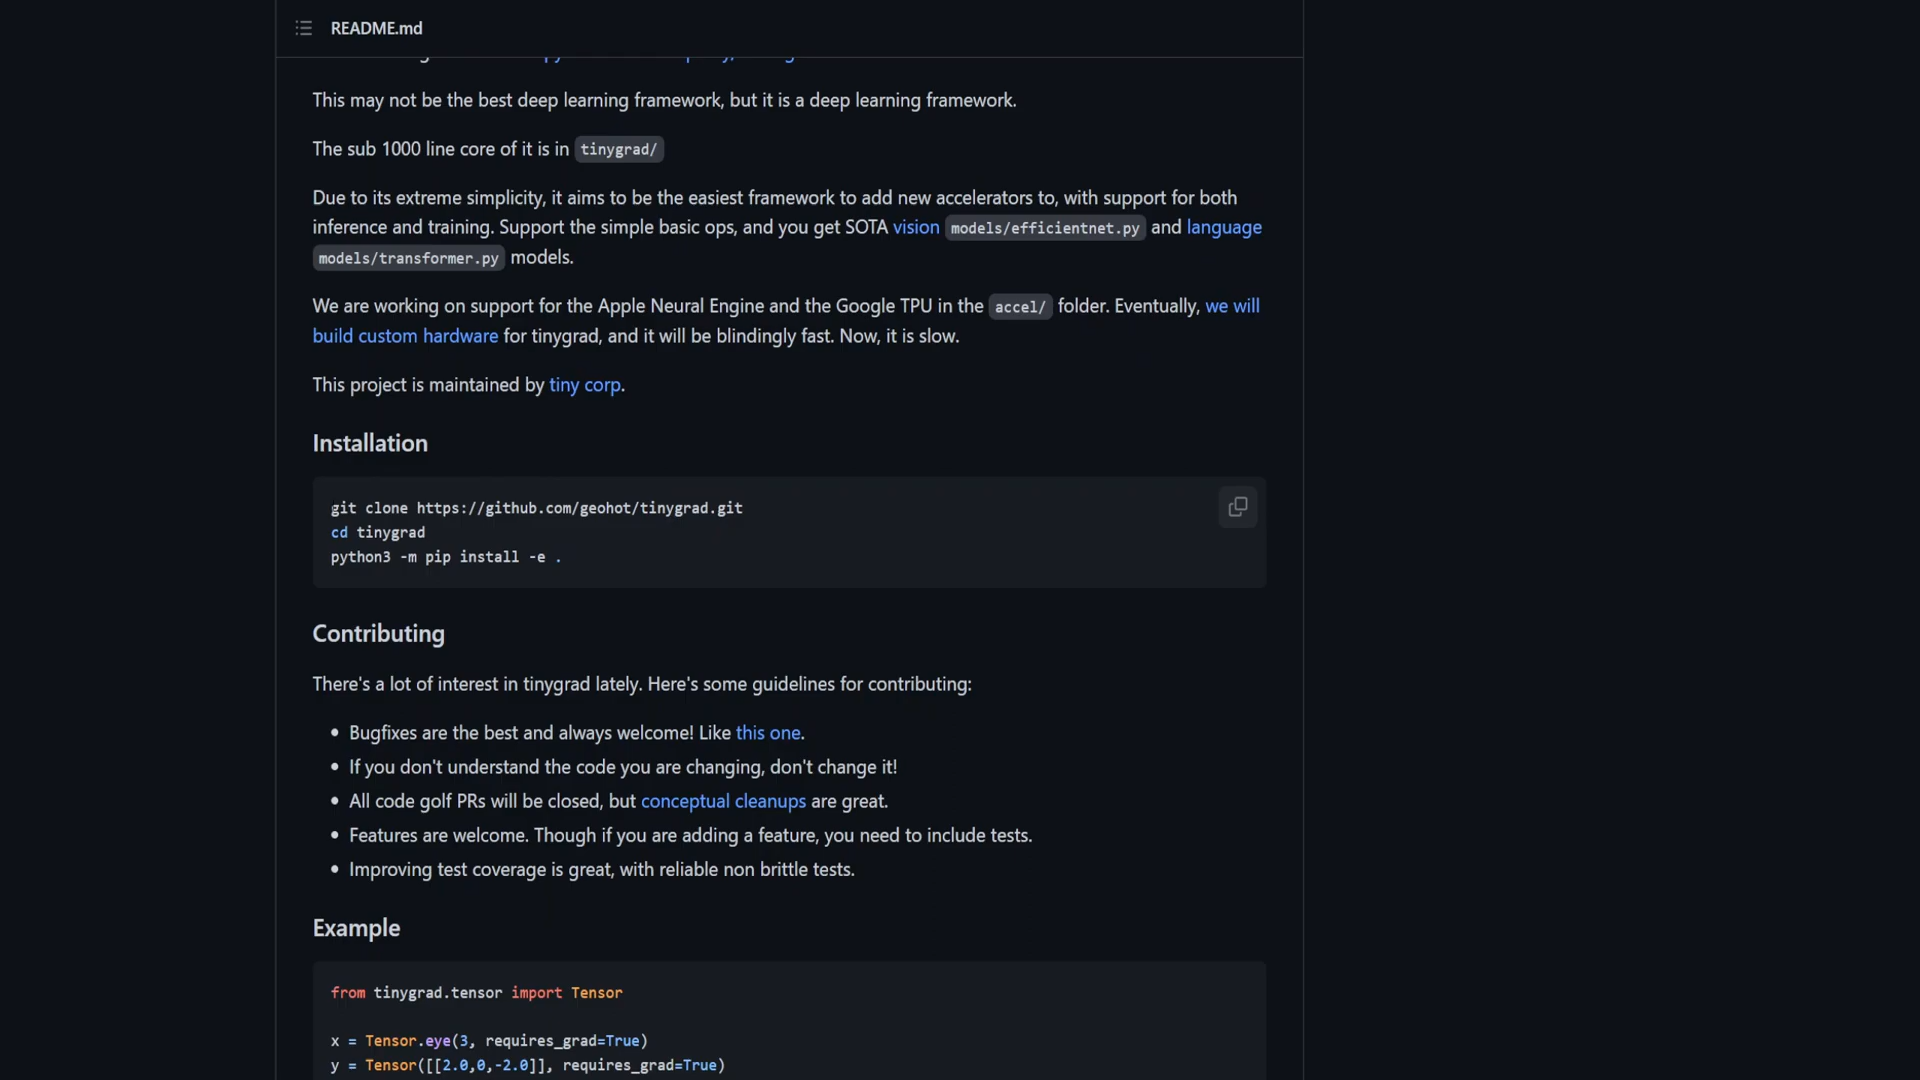 README.md
This may not be the best deep learning framework, but it is a deep learning framework.
The sub 1000 line core of it is in tinygrad/
Due to its extreme simplicity, it aims to be the easiest framework to add new accelerators to, with support for both
inference and training. Support the simple basic ops, and you get SOTA vision models/efficientnet.py and language
models/transformer.py models.
We are working on support for the Apple Neural Engine and the Google TPU in the accel/ folder. Eventually, we will
build custom hardware for tinygrad, and it will be blindingly fast. Now, it is slow.
This project is maintained by tiny corp.
Installation
git clone https://github.com/geohot/tinygrad.git
cd tinygrad
python3 -m pip install -e .
Contributing
There's a lot of interest in tinygrad lately. Here's some guidelines for contributing:
• Bugfixes are the best and always welcome! Like this one.
• If you don't understand the code you are changing, don't change it!
• All code golf PRs will be closed, but conceptual cleanups are great.
• Features are welcome. Though if you are adding a feature, you need to include tests.
• Improving test coverage is great, with reliable non brittle tests.
Example
from tinygrad.tensor import Tensor
x = Tensor.eye(3, requires_grad=True)
y = Tensor([[2.0,0,-2.0]], requires_grad=True)